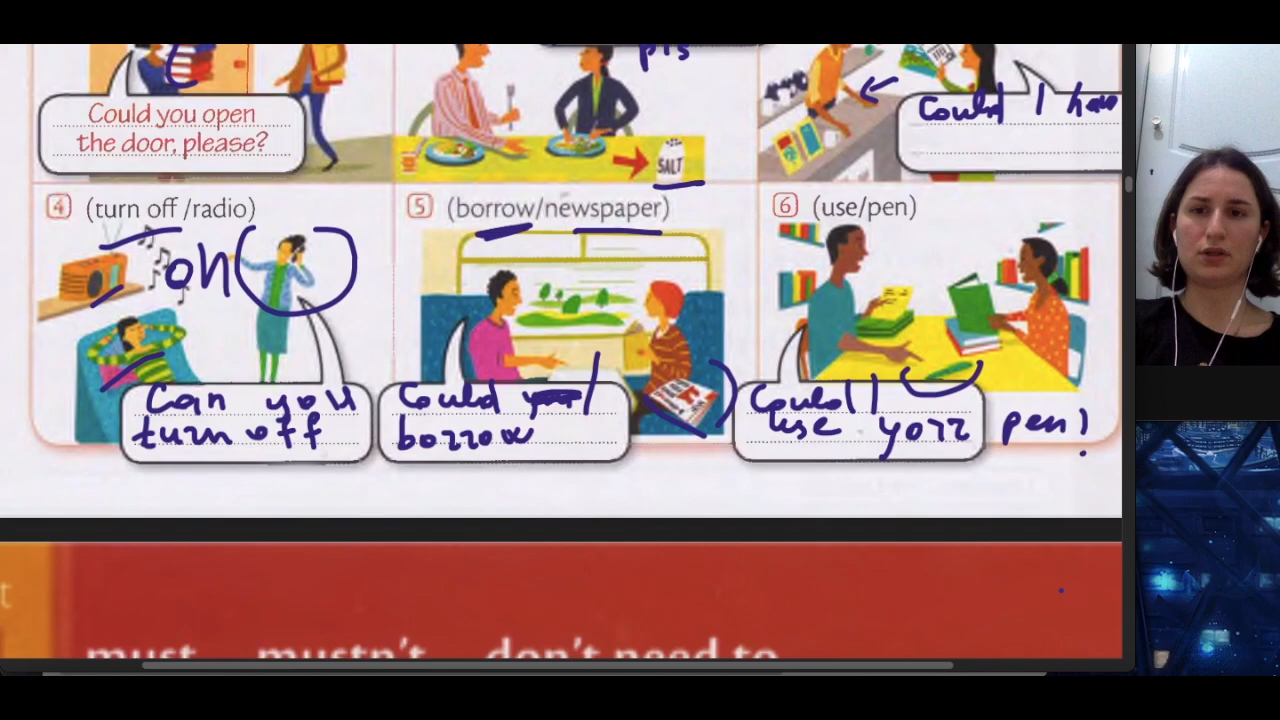 pls
Could you open
the door, please?
SALT
Could I have
4 (turn off /radio)
5 (borrow/newspaper)
6 (use/pen)
on
Can you
turn off
Could I
borrow
Could I
use your pen?
must mustn't don't need to